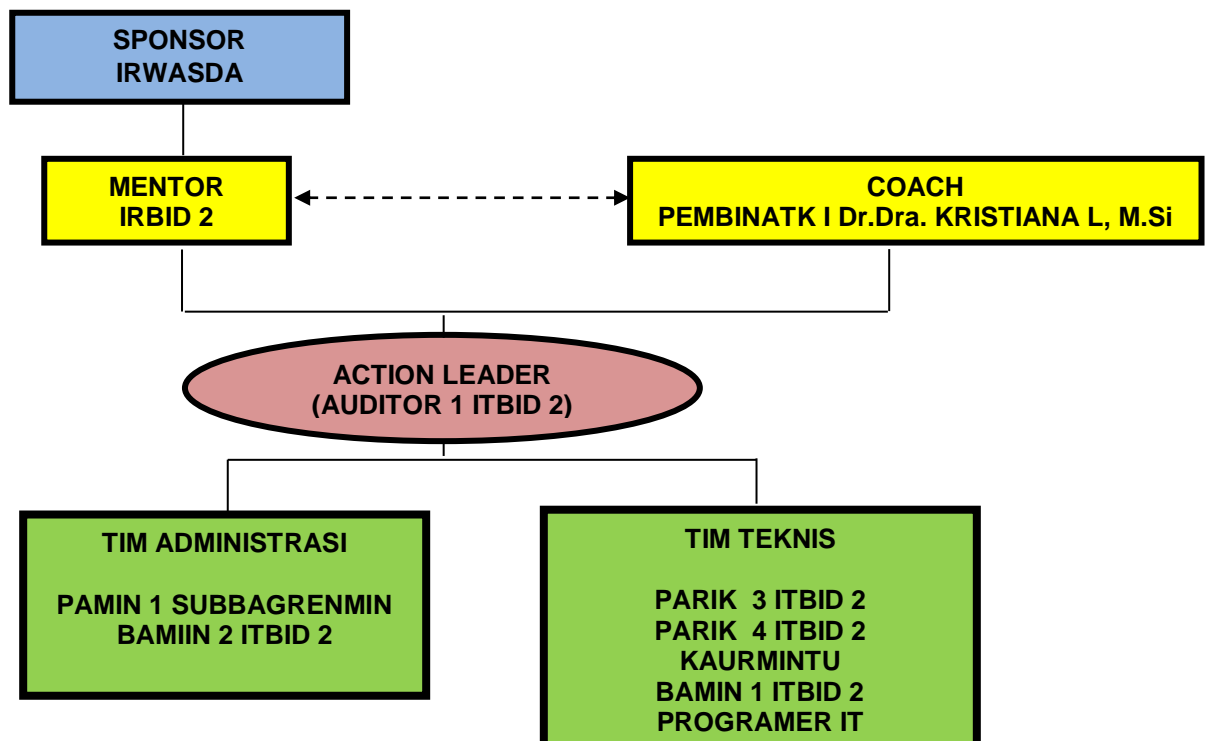 SPONSOR
IRWASDA
MENTOR
IRBID 2
COACH
PEMBINATK I Dr.Dra. KRISTIANA L, M.Si
ACTION LEADER
(AUDITOR 1 ITBID 2)
TIM ADMINISTRASI
PAMIN 1 SUBBAGRENMIN
BAMIIN 2 ITBID 2
TIM TEKNIS
PARIK 3 ITBID 2
PARIK 4 ITBID 2
KAURMINTU
BAMIN 1 ITBID 2
PROGRAMER IT